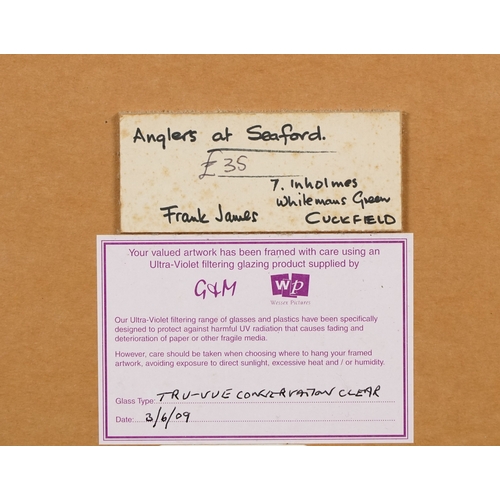 Anglers at Seaford.
£35
7. Inholmes
Whitemans Green
Frank James CUCKFIELD
Your valued artwork has been framed with care using an
Ultra-Violet filtering glazing product supplied by
G&M wp
Wessex Pictures
Our Ultra-Violet filtering range of glasses and plastics have been specifically
designed to protect against harmful UV radiation that causes fading and
deterioration of paper or other fragile media.
However, care should be taken when choosing where to hang your framed
artwork, avoiding exposure to direct sunlight, excessive heat and / or humidity.
Glass Type: TRU-VUE CONSERVATION CLEAR
Date: 3/6/09